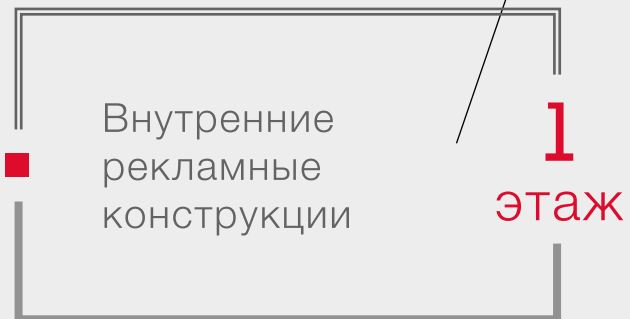 Внутренние
рекламные
конструкции
1
этаж